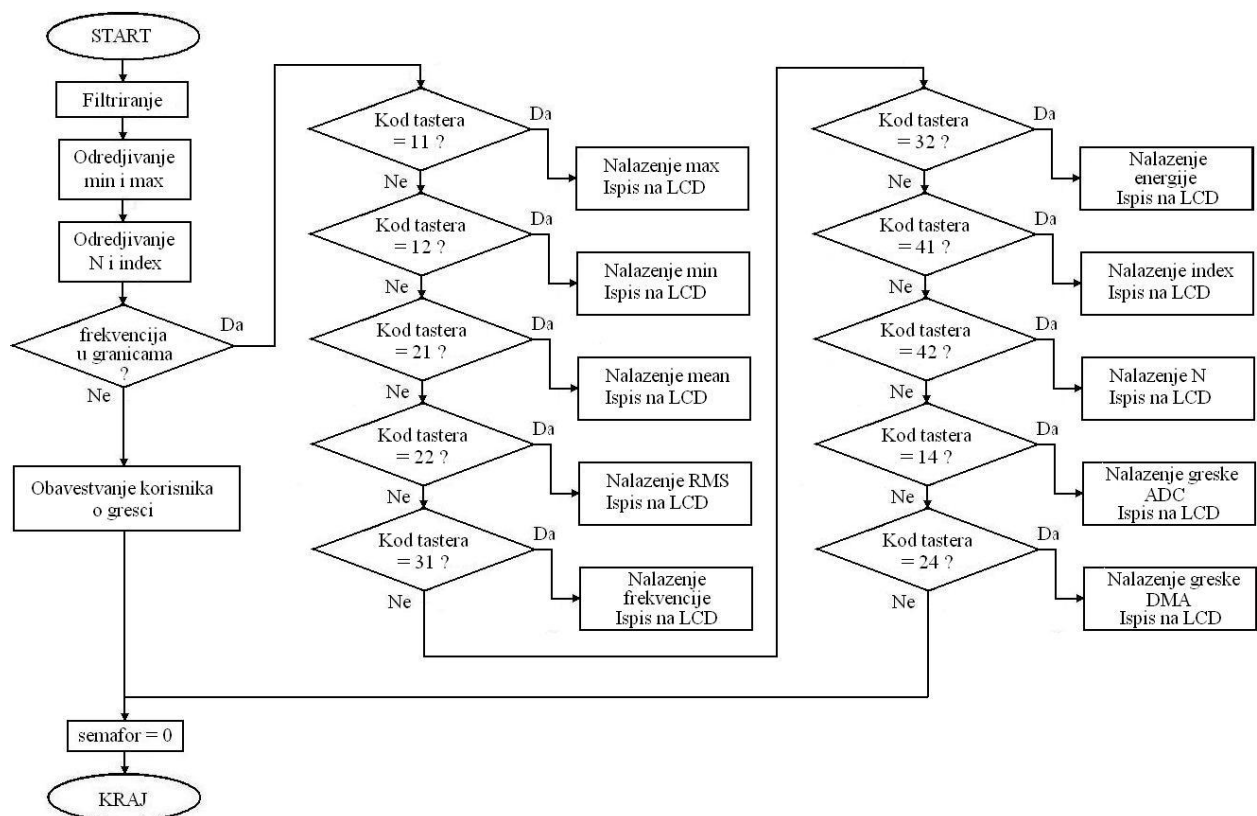 START
Filtriranje
Odredjivanje
min i max
Odredjivanje
N i index
frekvencija
u granicama
?
Da
Ne
Obavestvanje korisnika
o gresci
semafor = 0
KRAJ
Kod tastera
= 11 ?
Da
Nalazenje max
Ispis na LCD
Ne
Kod tastera
= 12 ?
Da
Nalazenje min
Ispis na LCD
Ne
Kod tastera
= 21 ?
Da
Nalazenje mean
Ispis na LCD
Ne
Kod tastera
= 22 ?
Da
Nalazenje RMS
Ispis na LCD
Ne
Kod tastera
= 31 ?
Da
Nalazenje
frekvencije
Ispis na LCD
Ne
Kod tastera
= 32 ?
Da
Nalazenje
energije
Ispis na LCD
Ne
Kod tastera
= 41 ?
Da
Nalazenje index
Ispis na LCD
Ne
Kod tastera
= 42 ?
Da
Nalazenje N
Ispis na LCD
Ne
Kod tastera
= 14 ?
Da
Nalazenje greske
ADC
Ispis na LCD
Ne
Kod tastera
= 24 ?
Da
Nalazenje greske
DMA
Ispis na LCD
Ne